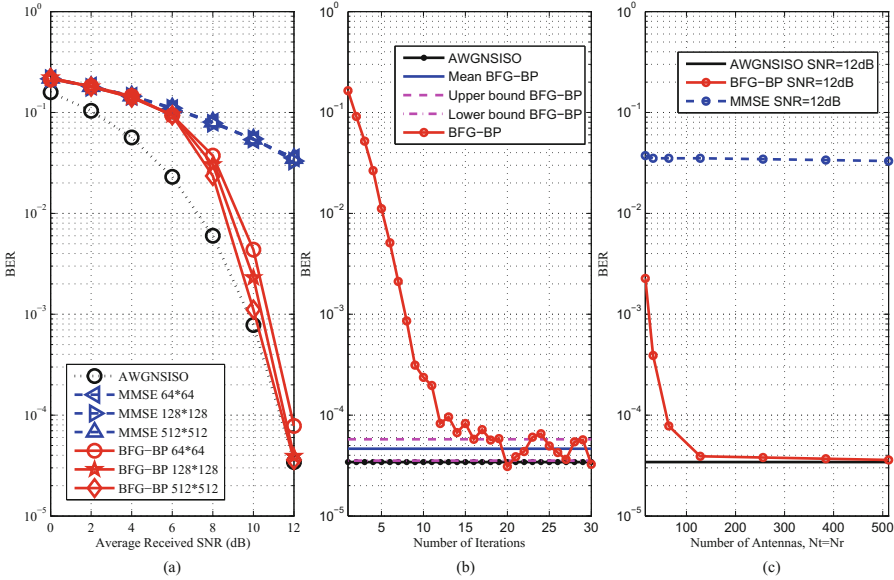 10^0
10^-1
10^-2
10^-3
10^-4
10^-5
BER
0 2 4 6 8 10 12
Average Received SNR (dB)
AWGNSISO
MMSE 64*64
MMSE 128*128
MMSE 512*512
BFG−BP 64*64
BFG−BP 128*128
BFG−BP 512*512
(a)
10^0
10^-1
10^-2
10^-3
10^-4
10^-5
BER
5 10 15 20 25 30
Number of Iterations
AWGNSISO
Mean BFG−BP
Upper bound BFG−BP
Lower bound BFG−BP
BFG−BP
(b)
10^0
10^-1
10^-2
10^-3
10^-4
10^-5
BER
100 200 300 400 500
Number of Antennas, Nt=Nr
AWGNSISO SNR=12dB
BFG−BP SNR=12dB
MMSE SNR=12dB
(c)